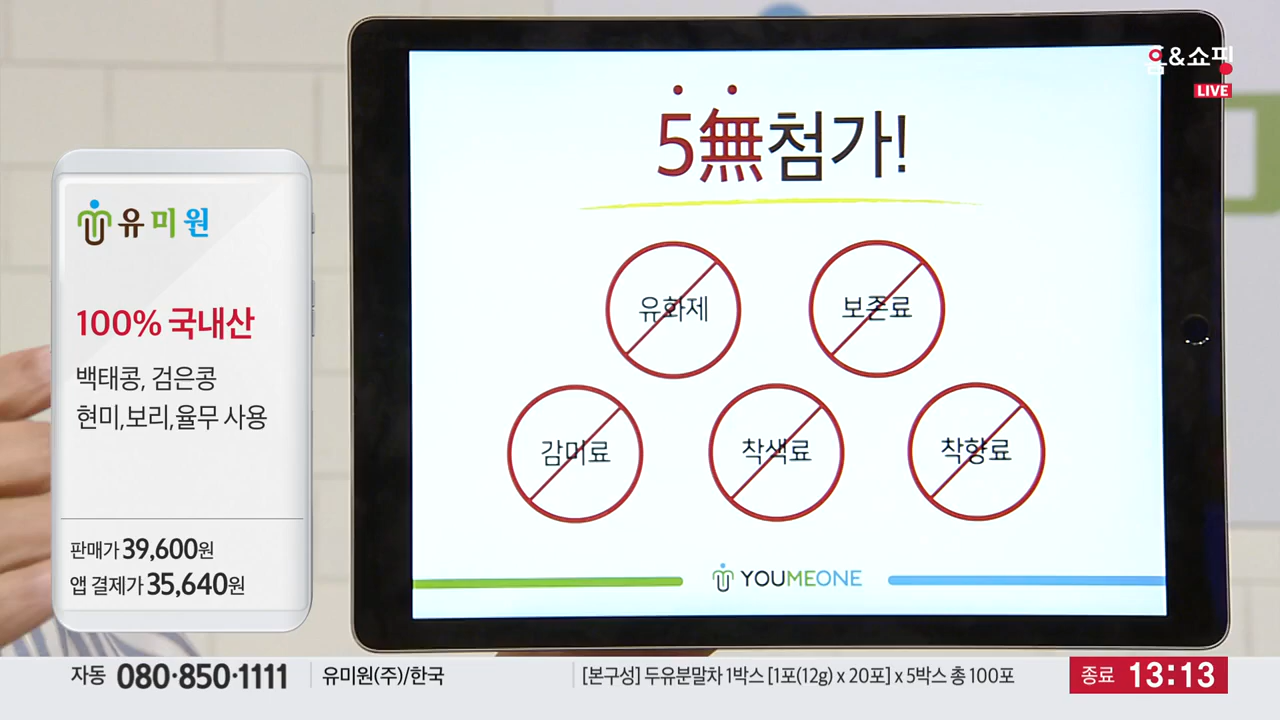 홈&쇼핑
LIVE
5無첨가!
유화제
보존료
감미료
착색료
착향료
YOUMEONE
유미원
100% 국내산
백태콩, 검은콩
현미,보리,율무 사용
판매가 39,600원
앱 결제가 35,640원
자동 080·850·1111
유미원(주)/한국
[본구성] 두유분말차 1박스 [1포(12g) x 20포] x 5박스 총 100포
종료 13:13